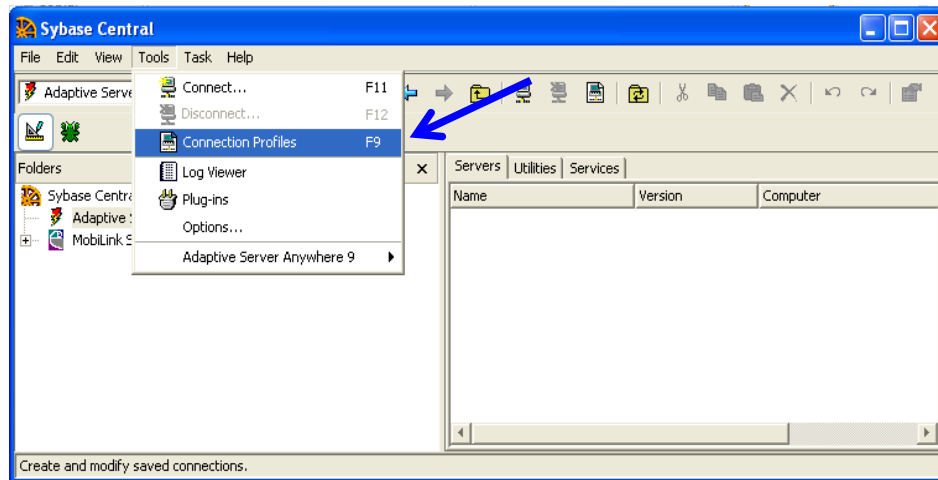 Sybase Central
File Edit View Tools Task Help
Adaptive Serve
Connect... F11
Disconnect... F12
Connection Profiles F9
Log Viewer
Plug-ins
Options...
Adaptive Server Anywhere 9
Folders
Sybase Centra
Adaptive S
MobiLink S
Servers Utilities Services
Name Version Computer
Create and modify saved connections.